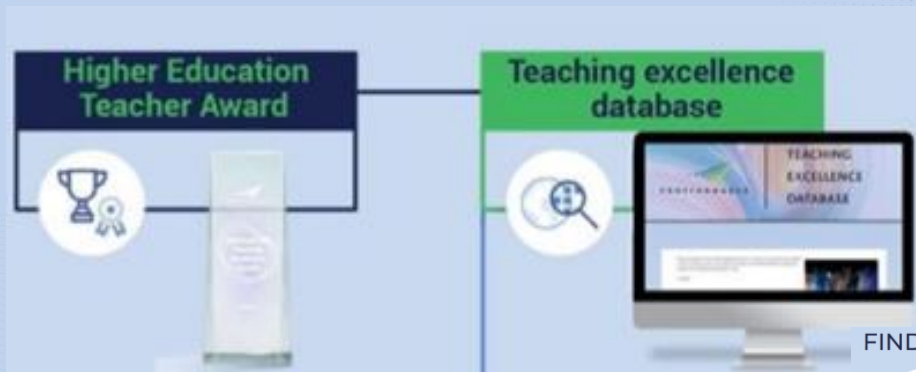 Higher Education
Teacher Award
Teaching excellence
database
TEACHING
EXCELLENCE
DATABASE
FIND